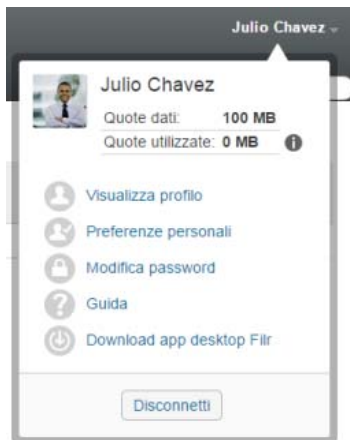 Julio Chavez
Julio Chavez
Quote dati: 100 MB
Quote utilizzate: 0 MB
Visualizza profilo
Preferenze personali
Modifica password
Guida
Download app desktop Filr
Disconnetti